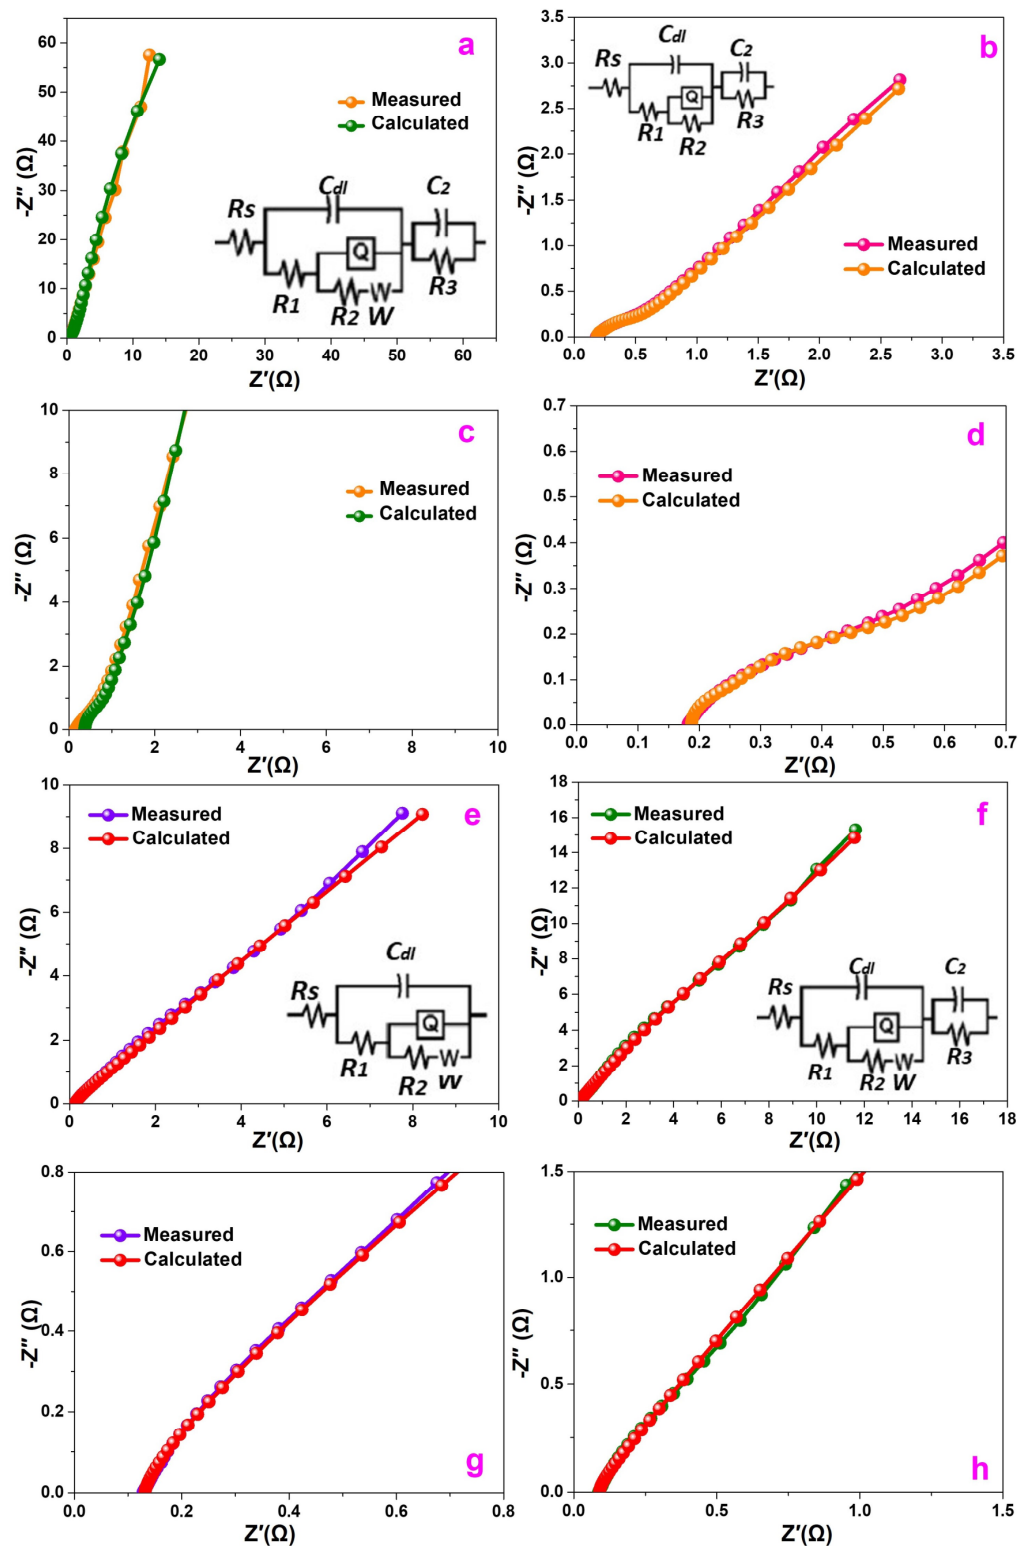 a
60
50
40
30
20
10
0
-Z″ (Ω)
Measured
Calculated
Rs
Cdl
C2
Q
R1
R2
W
R3
0 10 20 30 40 50 60
Z′(Ω)
b
3.5
3.0
2.5
2.0
1.5
1.0
0.5
0.0
-Z″ (Ω)
Rs
Cdl
C2
Q
R1
R2
R3
Measured
Calculated
0.0 0.5 1.0 1.5 2.0 2.5 3.0 3.5
Z′(Ω)
c
10
8
6
4
2
0
-Z″ (Ω)
Measured
Calculated
0 2 4 6 8 10
Z′(Ω)
d
0.7
0.6
0.5
0.4
0.3
0.2
0.1
0.0
-Z″ (Ω)
Measured
Calculated
0.0 0.1 0.2 0.3 0.4 0.5 0.6 0.7
Z′(Ω)
e
10
8
6
4
2
0
-Z″ (Ω)
Measured
Calculated
Cdl
Rs
Q
R1
R2
W
0 2 4 6 8 10
Z′(Ω)
f
18
16
14
12
10
8
6
4
2
0
-Z″ (Ω)
Measured
Calculated
Cdl
C2
Rs
Q
R1
R2
W
R3
0 2 4 6 8 10 12 14 16 18
Z′(Ω)
g
0.8
0.6
0.4
0.2
0.0
-Z″ (Ω)
Measured
Calculated
0.0 0.2 0.4 0.6 0.8
Z′(Ω)
h
1.5
1.0
0.5
0.0
-Z″ (Ω)
Measured
Calculated
0.0 0.5 1.0 1.5
Z′(Ω)